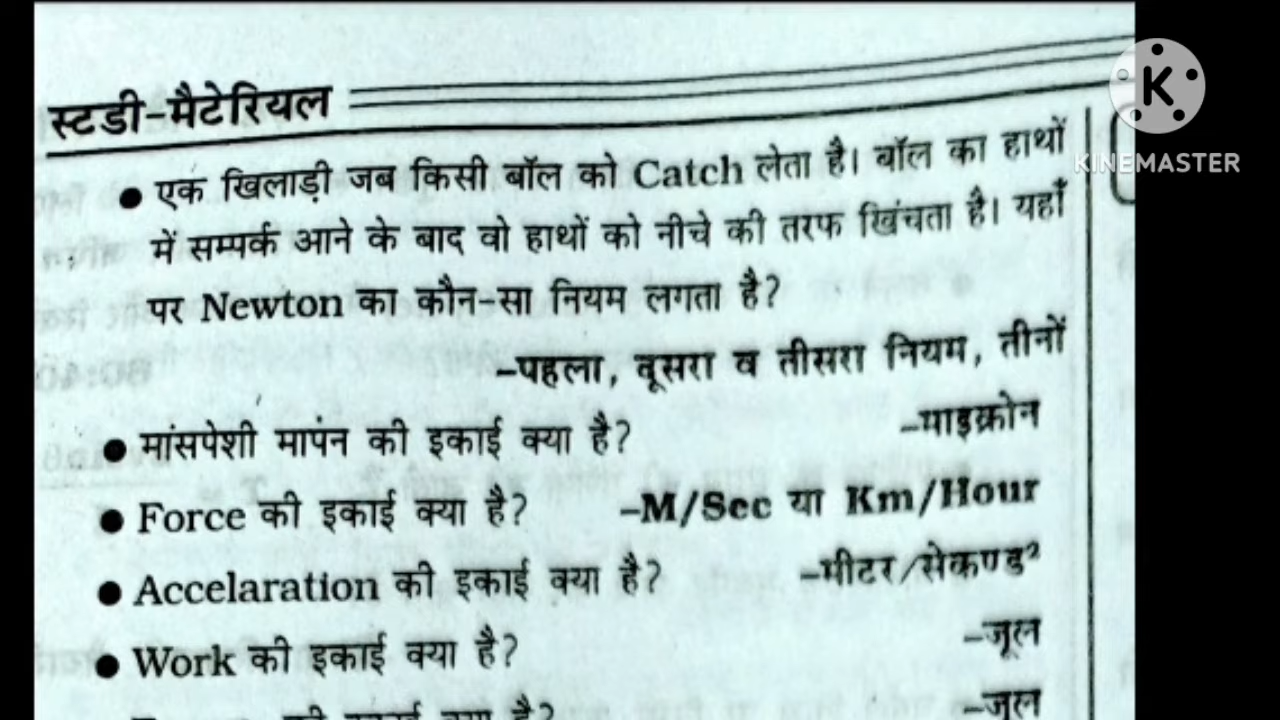 स्टडी-मैटेरियल
K
KINEMASTER
● एक खिलाड़ी जब किसी बॉल को Catch लेता है। बॉल का हाथों
में सम्पर्क आने के बाद वो हाथों को नीचे की तरफ खिंचता है। यहाँ
पर Newton का कौन-सा नियम लगता है?
-पहला, दूसरा व तीसरा नियम, तीनों
● मांसपेशी मापंन की इकाई क्या है? -माइक्रोन
● Force की इकाई क्या है? -M/Sec या Km/Hour
● Accelaration की इकाई क्या है? -मीटर/सेकण्ड²
● Work की इकाई क्या है? -जूल
की इकाई क्या है? -जूल